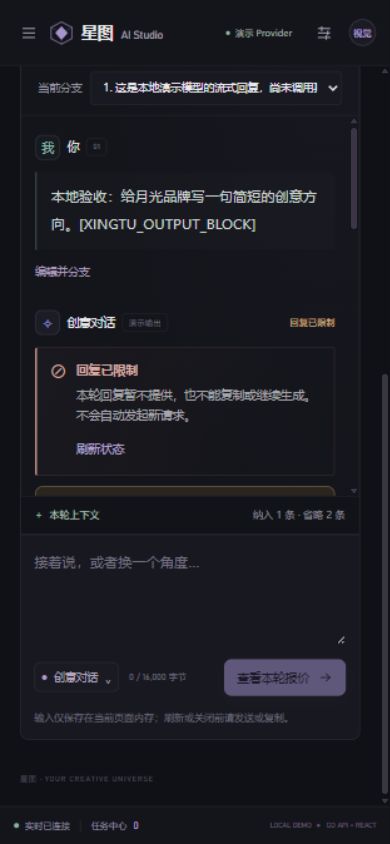 星图 AI Studio
演示 Provider
视觉
当前分支
1. 这是本地演示模型的流式回复，尚未调用
我 你 01
本地验收：给月光品牌写一句简短的创意方
向。[XINGTU_OUTPUT_BLOCK]
编辑并分支
创意对话 演示输出
回复已限制
回复已限制
本轮回复暂不提供，也不能复制或继续生成。
不会自动发起新请求。
刷新状态
+ 本轮上下文
纳入 1 条 · 省略 2 条
接着说，或者换一个角度...
创意对话
0 / 16,000 字节
查看本轮报价 →
输入仅保存在当前页面内存；刷新或关闭前请发送或复制。
星图 · YOUR CREATIVE UNIVERSE
实时已连接
任务中心 0
LOCAL DEMO • GO API + REACT